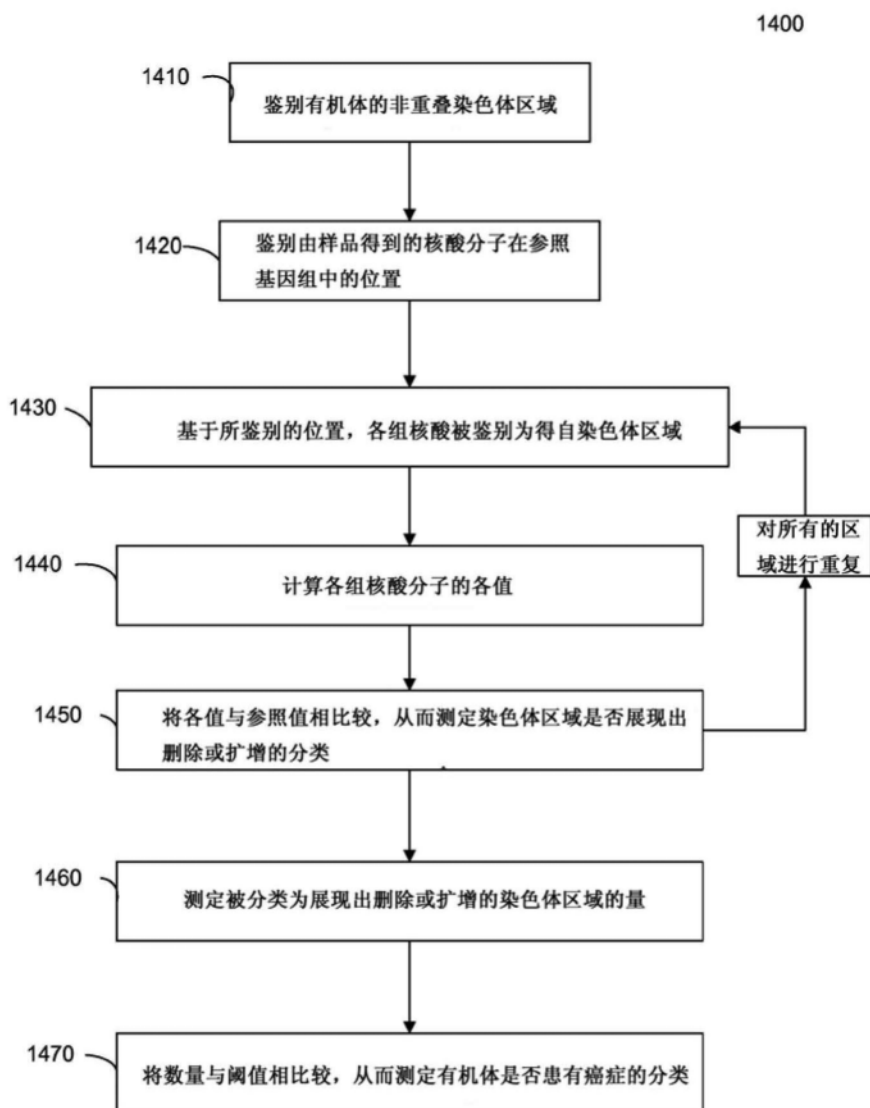 1400
1410
鉴别有机体的非重叠染色体区域
1420
鉴别由样品得到的核酸分子在参照
基因组中的位置
1430
基于所鉴别的位置，各组核酸被鉴别为得自染色体区域
对所有的区
域进行重复
1440
计算各组核酸分子的各值
1450
将各值与参照值相比较，从而测定染色体区域是否展现出
删除或扩增的分类
1460
测定被分类为展现出删除或扩增的染色体区域的量
1470
将数量与阈值相比较，从而测定有机体是否患有癌症的分类